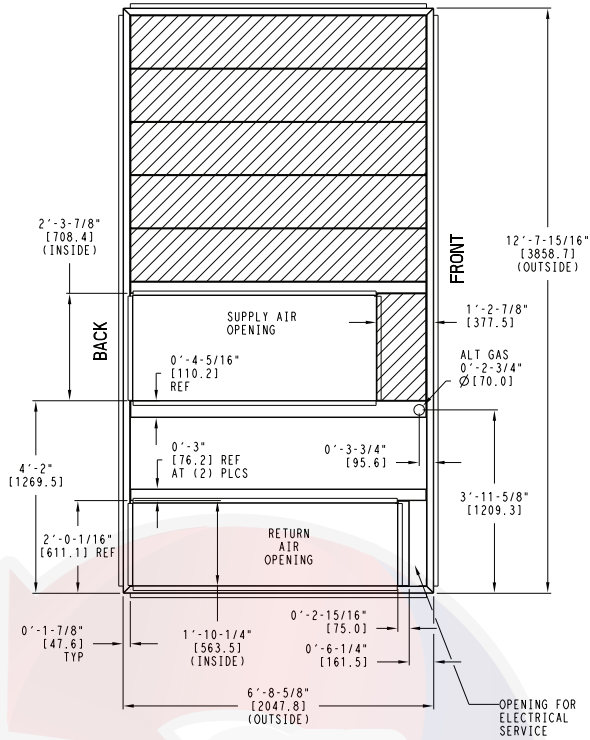 2'-3-7/8"
[708.4]
(INSIDE)
BACK
FRONT
12'-7-15/16"
[3858.7]
(OUTSIDE)
SUPPLY AIR
OPENING
1'-2-7/8"
[377.5]
0'-4-5/16"
[110.2]
REF
ALT GAS
0'-2-3/4"
Ø[70.0]
4'-2"
[1269.5]
0'-3"
[76.2] REF
AT (2) PLCS
0'-3-3/4"
[95.6]
3'-11-5/8"
[1209.3]
2'-0-1/16"
[611.1] REF
RETURN
AIR
OPENING
0'-1-7/8"
[47.6]
TYP
1'-10-1/4"
[563.5]
(INSIDE)
0'-2-15/16"
[75.0]
0'-6-1/4"
[161.5]
6'-8-5/8"
[2047.8]
(OUTSIDE)
OPENING FOR
ELECTRICAL
SERVICE